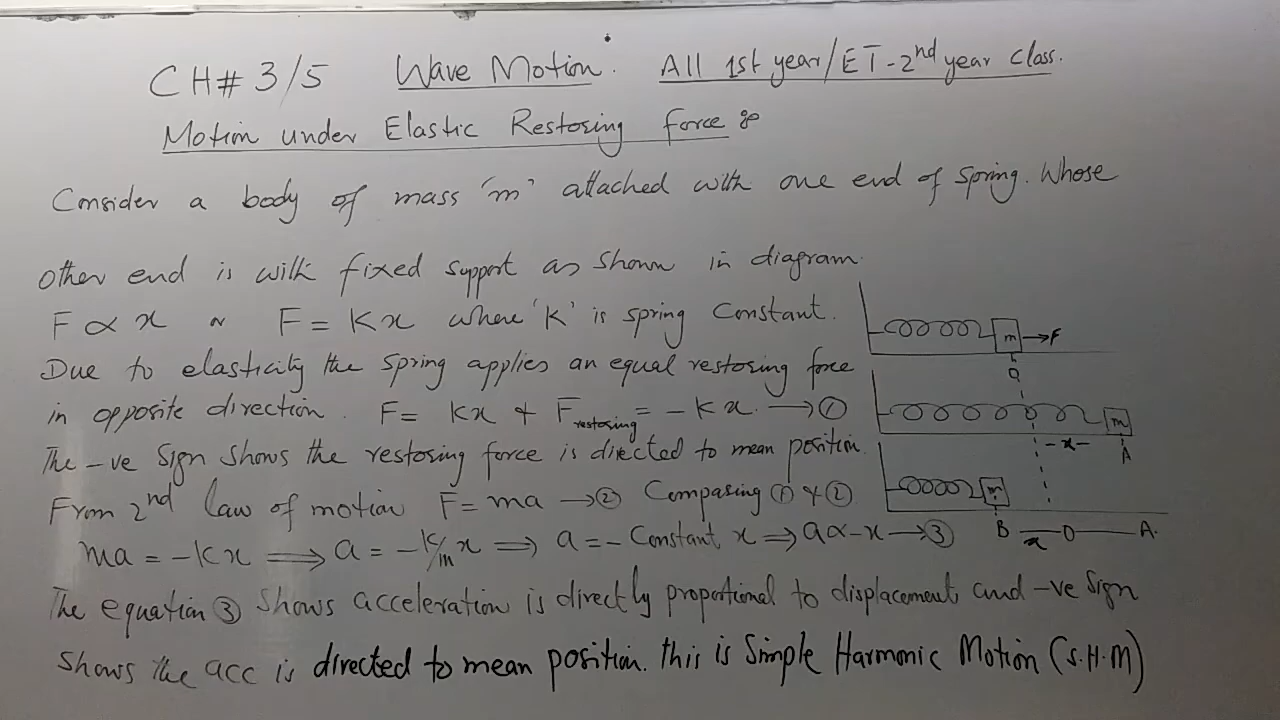 CH# 3/5 Wave Motion. All 1st year/ET-2nd year class.
Motion under Elastic Restoring force :
Consider a body of mass 'm' attached with one end of spring. Whose
other end is with fixed support as shown in diagram.
F ∝ x or F = Kx where 'K' is spring Constant.
Due to elasticity the spring applies an equal restoring force
in opposite direction. F = Kx & F restoring = -Kx. → ①
The -ve sign shows the restoring force is directed to mean position.
From 2nd law of motion F = ma → ② Comparing ① & ②
ma = -Kx ⟹ a = -K/m x ⟹ a = - Constant x ⟹ a ∝ -x → ③
The equation ③ shows acceleration is directly proportional to displacement and -ve sign
shows the acc is directed to mean position. this is Simple Harmonic Motion (S.H.M)
m → F
O
m
-x-
A
m
B x O A.